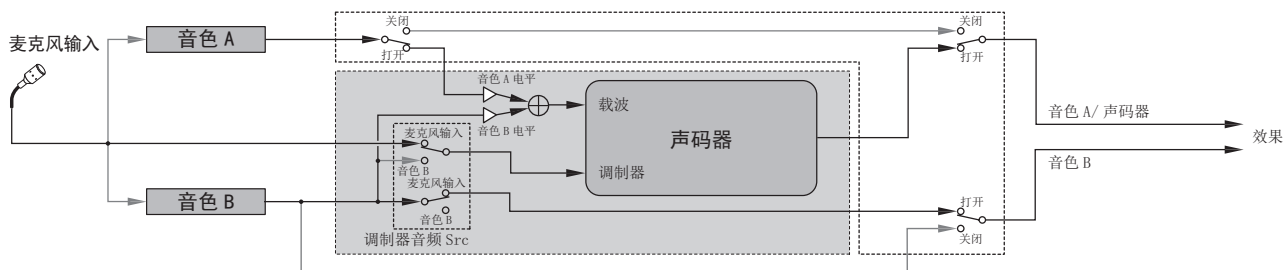 关闭
关闭
麦克风输入
音色 A
打开
打开
音色 A 电平
载波
音色 A/ 声码器
音色 B 电平
声码器
效果
麦克风输入
音色 B
音色 B
调制器
麦克风输入
音色 B
打开
音色 B
关闭
调制器音频 Src